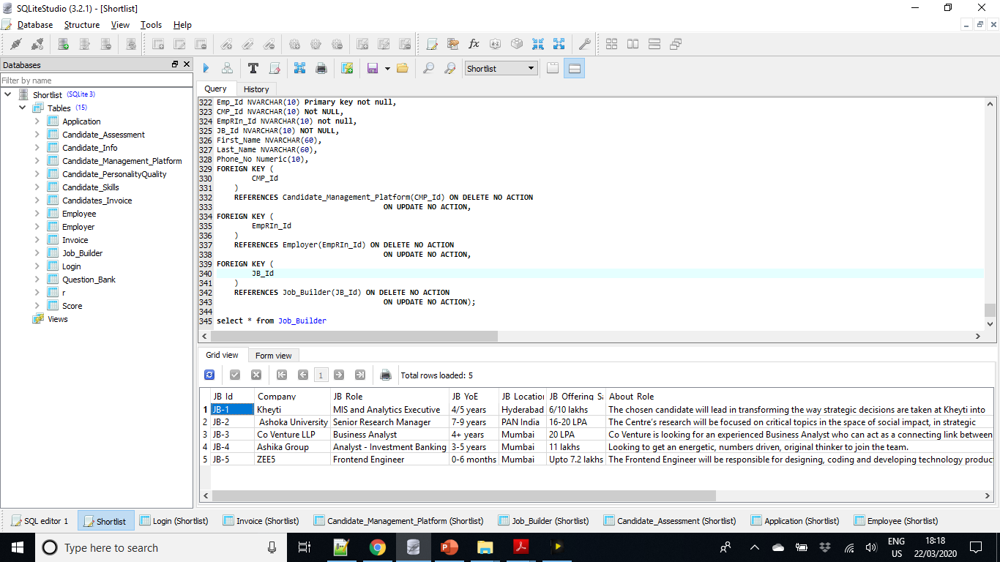 SQLiteStudio (3.2.1) - [Shortlist]
Database Structure View Tools Help
Databases
Filter by name
Shortlist (SQLite 3)
Tables (15)
Application
Candidate_Assessment
Candidate_Info
Candidate_Management_Platform
Candidate_PersonalityQuality
Candidate_Skills
Candidates_Invoice
Employee
Employer
Invoice
Job_Builder
Login
Question_Bank
r
Score
Views
Shortlist
Query History
322 Emp_Id NVARCHAR(10) Primary key not null,
323 CMP_Id NVARCHAR(10) Not NULL,
324 EmpRIn_Id NVARCHAR(10) not null,
325 JB_Id NVARCHAR(10) NOT NULL,
326 First_Name NVARCHAR(60),
327 Last_Name NVARCHAR(60),
328 Phone_No Numeric(10),
329 FOREIGN KEY (
330 CMP_Id
331 )
332 REFERENCES Candidate_Management_Platform(CMP_Id) ON DELETE NO ACTION
333 ON UPDATE NO ACTION,
334 FOREIGN KEY (
335 EmpRIn_Id
336 )
337 REFERENCES Employer(EmpRIn_Id) ON DELETE NO ACTION
338 ON UPDATE NO ACTION,
339 FOREIGN KEY (
340 JB_Id
341 )
342 REFERENCES Job_Builder(JB_Id) ON DELETE NO ACTION
343 ON UPDATE NO ACTION);
344
345 select * from Job_Builder
Grid view Form view
1 Total rows loaded: 5
JB Id Company JB Role JB YoE JB Location JB Offering Sa About Role
1 JB-1 Kheyti MIS and Analytics Executive 4/5 years Hyderabad 6/10 lakhs The chosen candidate will lead in transforming the way strategic decisions are taken at Kheyti into
2 JB-2 Ashoka University Senior Research Manager 7-9 years PAN India 16-20 LPA The Centre's research will be focused on critical topics in the space of social impact, in strategic
3 JB-3 Co Venture LLP Business Analyst 4+ years Mumbai 20 LPA Co Venture is looking for an experienced Business Analyst who can act as a connecting link between
4 JB-4 Ashika Group Analyst - Investment Banking 3-5 years Mumbai 11 lakhs Looking to get an energetic, numbers driven, original thinker to join the team.
5 JB-5 ZEE5 Frontend Engineer 0-6 months Mumbai Upto 7.2 lakhs The Frontend Engineer will be responsible for designing, coding and developing technology produc
SQL editor 1 Shortlist Login (Shortlist) Invoice (Shortlist) Candidate_Management_Platform (Shortlist) Job_Builder (Shortlist) Candidate_Assessment (Shortlist) Application (Shortlist) Employee (Shortlist)
Type here to search
ENG
US
18:18
22/03/2020